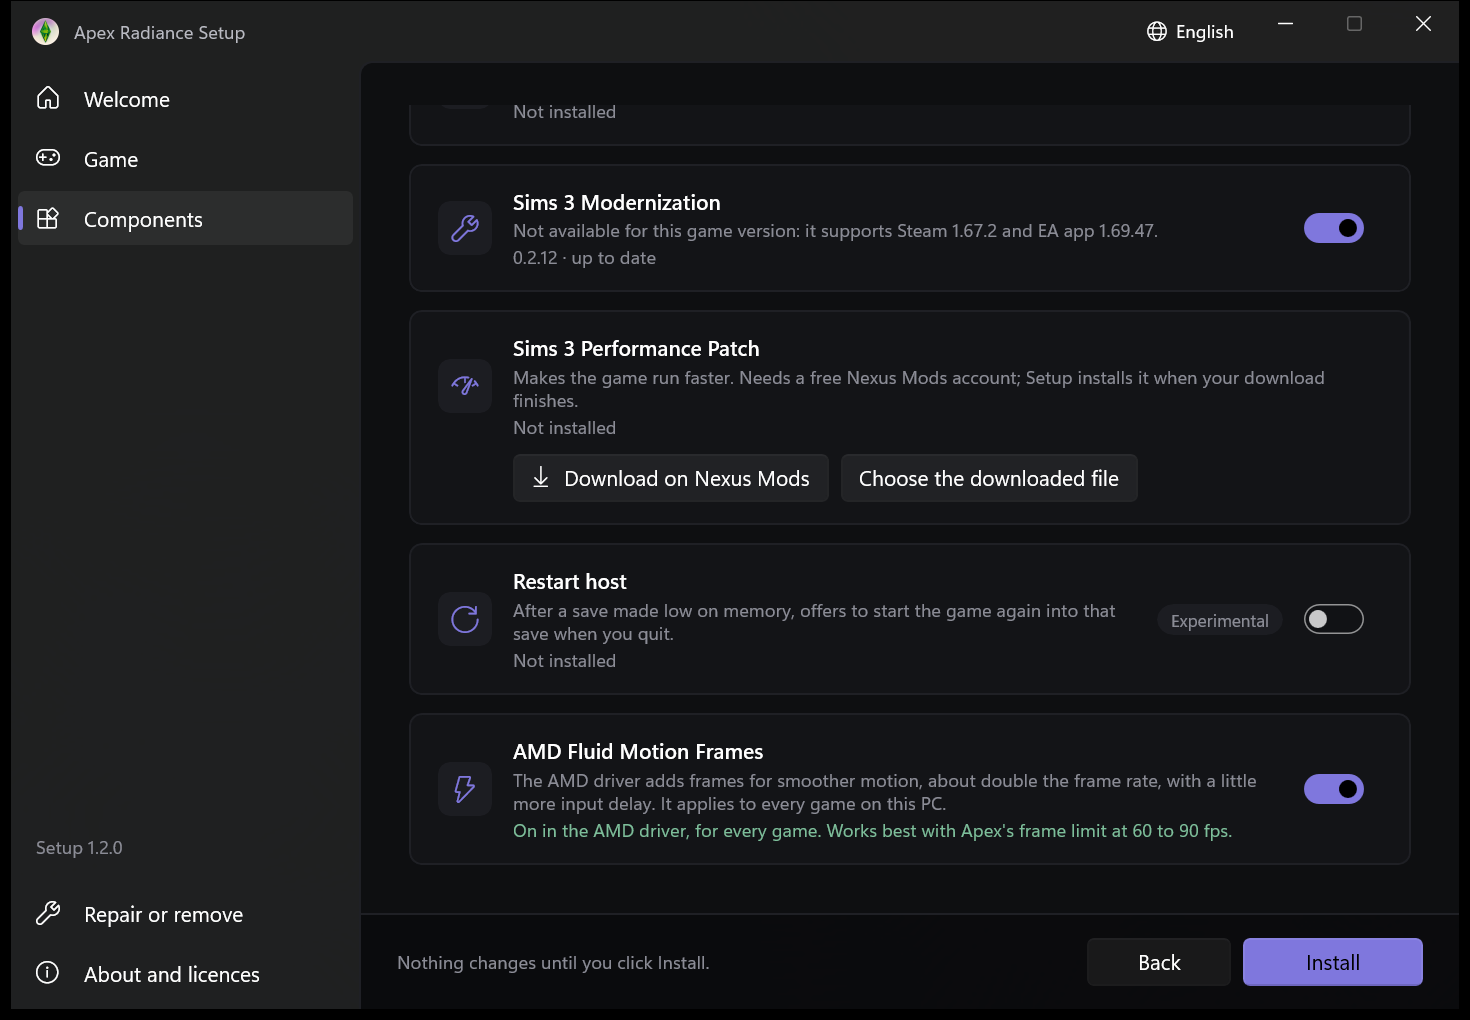 Apex Radiance Setup
English
Welcome
Game
Components
Setup 1.2.0
Repair or remove
About and licences
Not installed
Sims 3 Modernization
Not available for this game version: it supports Steam 1.67.2 and EA app 1.69.47.
0.2.12 · up to date
Sims 3 Performance Patch
Makes the game run faster. Needs a free Nexus Mods account; Setup installs it when your download
finishes.
Not installed
Download on Nexus Mods
Choose the downloaded file
Restart host
After a save made low on memory, offers to start the game again into that
save when you quit.
Not installed
Experimental
AMD Fluid Motion Frames
The AMD driver adds frames for smoother motion, about double the frame rate, with a little
more input delay. It applies to every game on this PC.
On in the AMD driver, for every game. Works best with Apex's frame limit at 60 to 90 fps.
Nothing changes until you click Install.
Back
Install